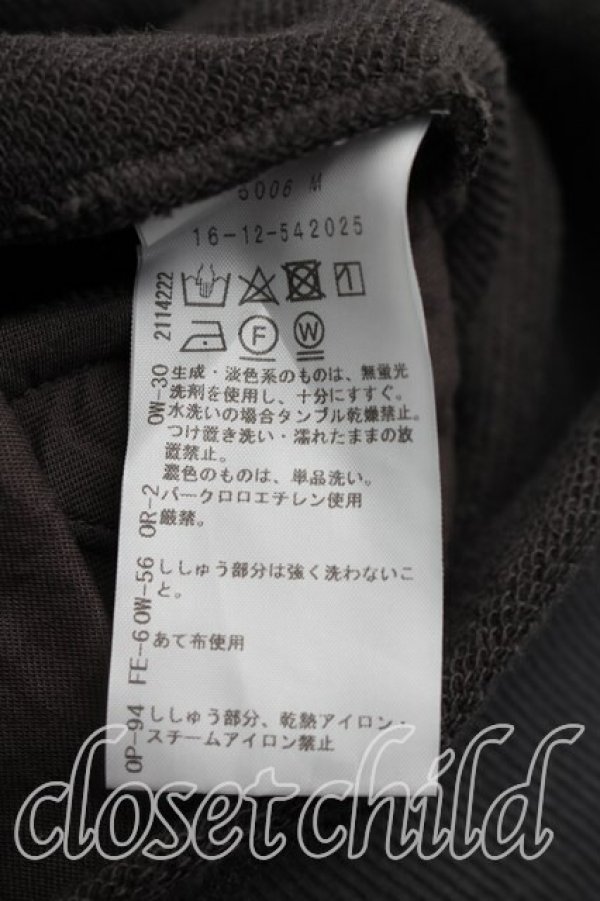 5006 M
16-12-542025
2114222
F
W
OW-30
生成・淡色系のものは、無蛍光
洗剤を使用し、十分にすすぐ。
水洗いの場合タンブル乾燥禁止。
つけ置き洗い・濡れたままの放
置禁止。
濃色のものは、単品洗い。
OR-2
パークロロエチレン使用
厳禁。
OW-56
ししゅう部分は強く洗わないこ
と。
FE-6
あて布使用
OP-94
ししゅう部分、乾熱アイロン・
スチームアイロン禁止
closet child